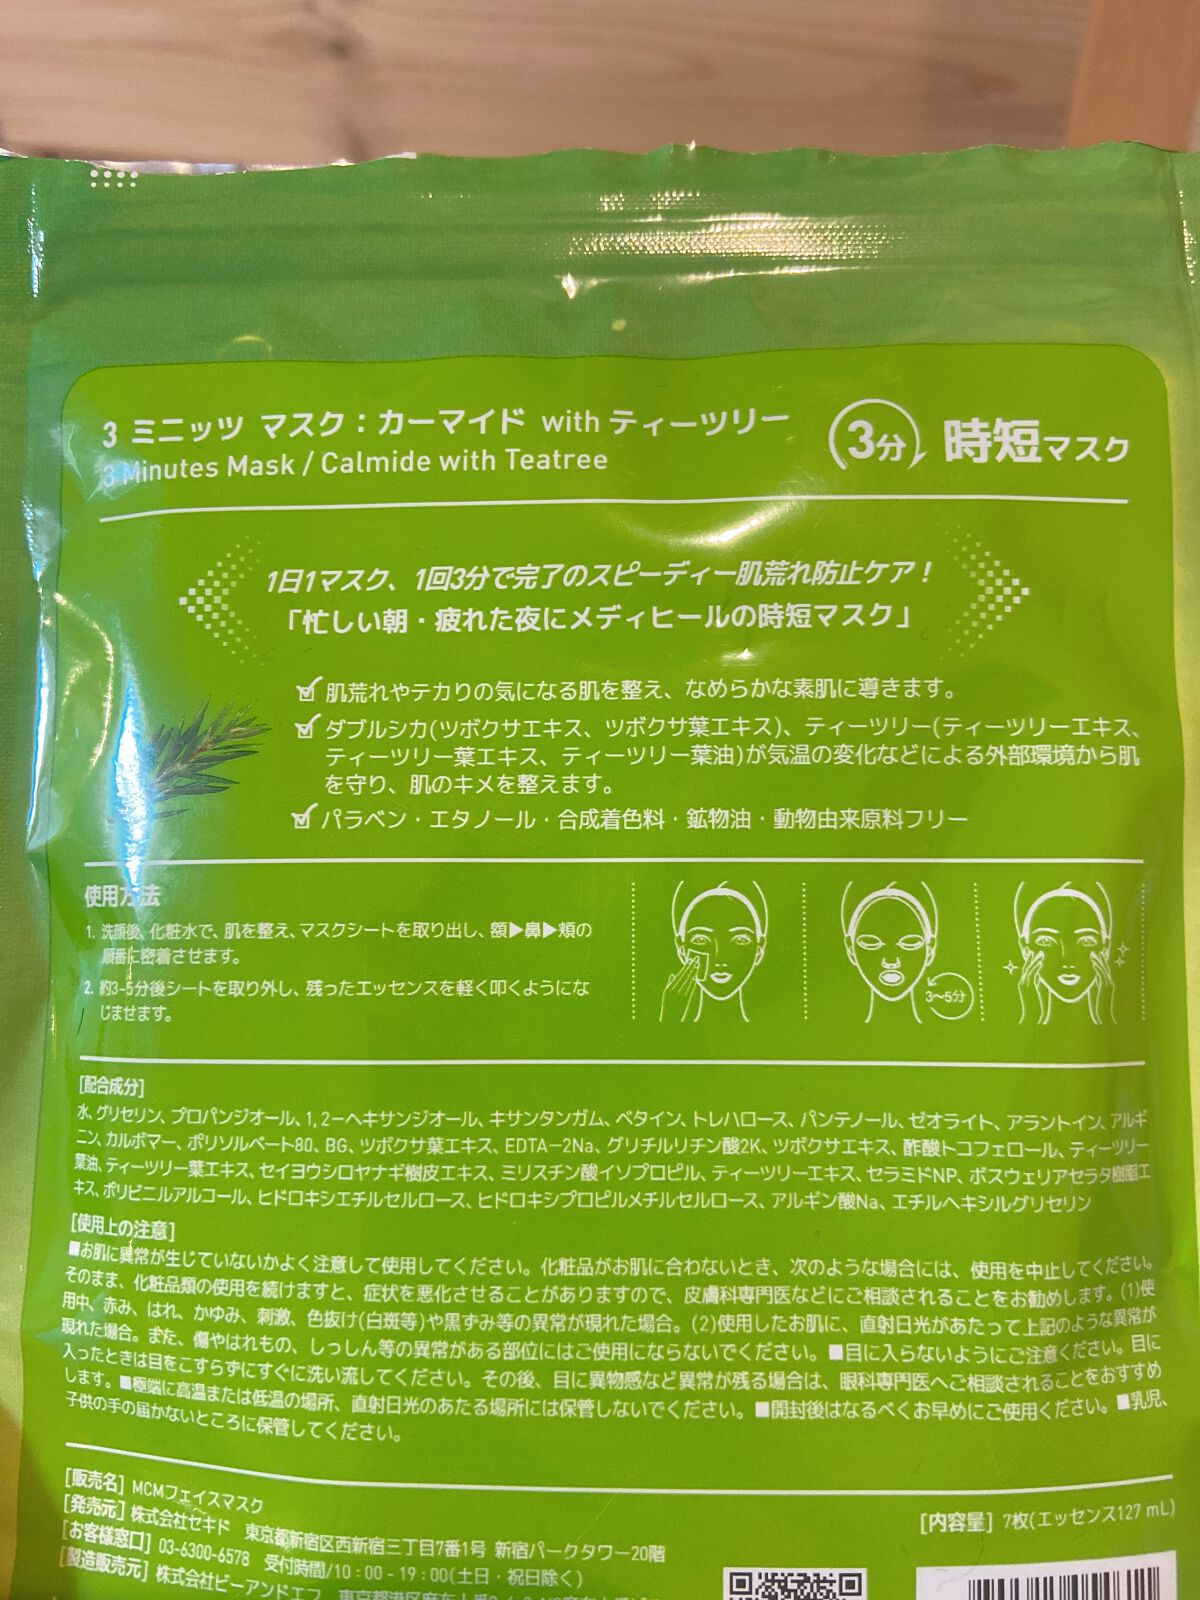 3 ミニッツ マスク：カーマイド with ティーツリー
3 Minutes Mask / Calmide with Teatree
3分 時短マスク
1日1マスク、1回3分で完了のスピーディー肌荒れ防止ケア！
「忙しい朝・疲れた夜にメディヒールの時短マスク」
肌荒れやテカりの気になる肌を整え、なめらかな素肌に導きます。
ダブルシカ(ツボクサエキス、ツボクサ葉エキス)、ティーツリー(ティーツリーエキス、
ティーツリー葉エキス、ティーツリー葉油)が気温の変化などによる外部環境から肌
を守り、肌のキメを整えます。
パラベン・エタノール・合成着色料・鉱物油・動物由来原料フリー
使用方法
1. 洗顔後、化粧水で、肌を整え、マスクシートを取り出し、額▶鼻▶頬の
順番に密着させます。
2. 約3-5分後シートを取り外し、残ったエッセンスを軽く叩くようにな
じませます。
3〜5分
[配合成分]
水、グリセリン、プロパンジオール、1,2-ヘキサンジオール、キサンタンガム、ベタイン、トレハロース、パンテノール、ゼオライト、アラントイン、アルギ
ニン、カルボマー、ポリソルベート80、BG、ツボクサ葉エキス、EDTA-2Na、グリチルリチン酸2K、ツボクサエキス、酢酸トコフェロール、ティーツリー
葉油、ティーツリー葉エキス、セイヨウシロヤナギ樹皮エキス、ミリスチン酸イソプロピル、ティーツリーエキス、セラミドNP、ボスウェリアセラタ樹脂エ
キス、ポリビニルアルコール、ヒドロキシエチルセルロース、ヒドロキシプロピルメチルセルロース、アルギン酸Na、エチルヘキシルグリセリン
[使用上の注意]
■お肌に異常が生じていないかよく注意して使用してください。化粧品がお肌に合わないとき、次のような場合には、使用を中止してください。
そのまま、化粧品類の使用を続けますと、症状を悪化させることがありますので、皮膚科専門医などにご相談されることをお勧めします。(1)使
用中、赤み、はれ、かゆみ、刺激、色抜け(白斑等)や黒ずみ等の異常が現れた場合。(2)使用したお肌に、直射日光があたって上記のような異常が
現れた場合。また、傷やはれもの、しっしん等の異常がある部位にはご使用にならないでください。■目に入らないようにご注意ください。目に
入ったときは目をこすらずにすぐに洗い流してください。その後、目に異物感など異常が残る場合は、眼科専門医へご相談されることをおすすめ
します。■極端に高温または低温の場所、直射日光のあたる場所には保管しないでください。■開封後はなるべくお早めにご使用ください。■乳児、
子供の手の届かないところに保管してください。
[販売名] MCMフェイスマスク
[発売元] 株式会社セキド 東京都新宿区西新宿三丁目7番1号 新宿パークタワー20階
[内容量] 7枚(エッセンス127 mL)
[お客様窓口] 03-6300-6578 受付時間/10:00-19:00(土日・祝日除く)
[製造販売元] 株式会社ビーアンドエフ 東京都港区